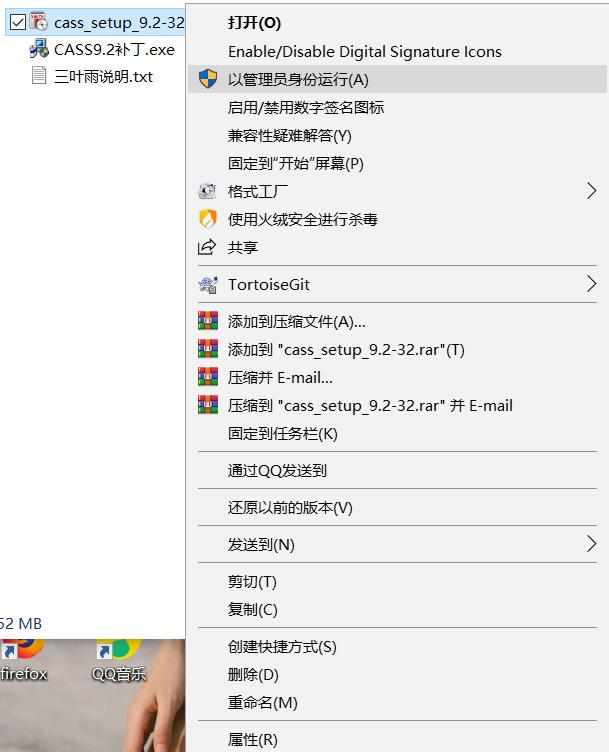 cass_setup_9.2-32
CASS9.2补丁.exe
三叶雨说明.txt
打开(O)
Enable/Disable Digital Signature Icons
以管理员身份运行(A)
启用/禁用数字签名图标
兼容性疑难解答(Y)
固定到"开始"屏幕(P)
格式工厂
使用火绒安全进行杀毒
共享
TortoiseGit
添加到压缩文件(A)...
添加到 "cass_setup_9.2-32.rar"(T)
压缩并 E-mail...
压缩到 "cass_setup_9.2-32.rar" 并 E-mail
固定到任务栏(K)
通过QQ发送到
还原以前的版本(V)
发送到(N)
剪切(T)
复制(C)
创建快捷方式(S)
删除(D)
重命名(M)
属性(R)
52 MB
firefox
QQ音乐